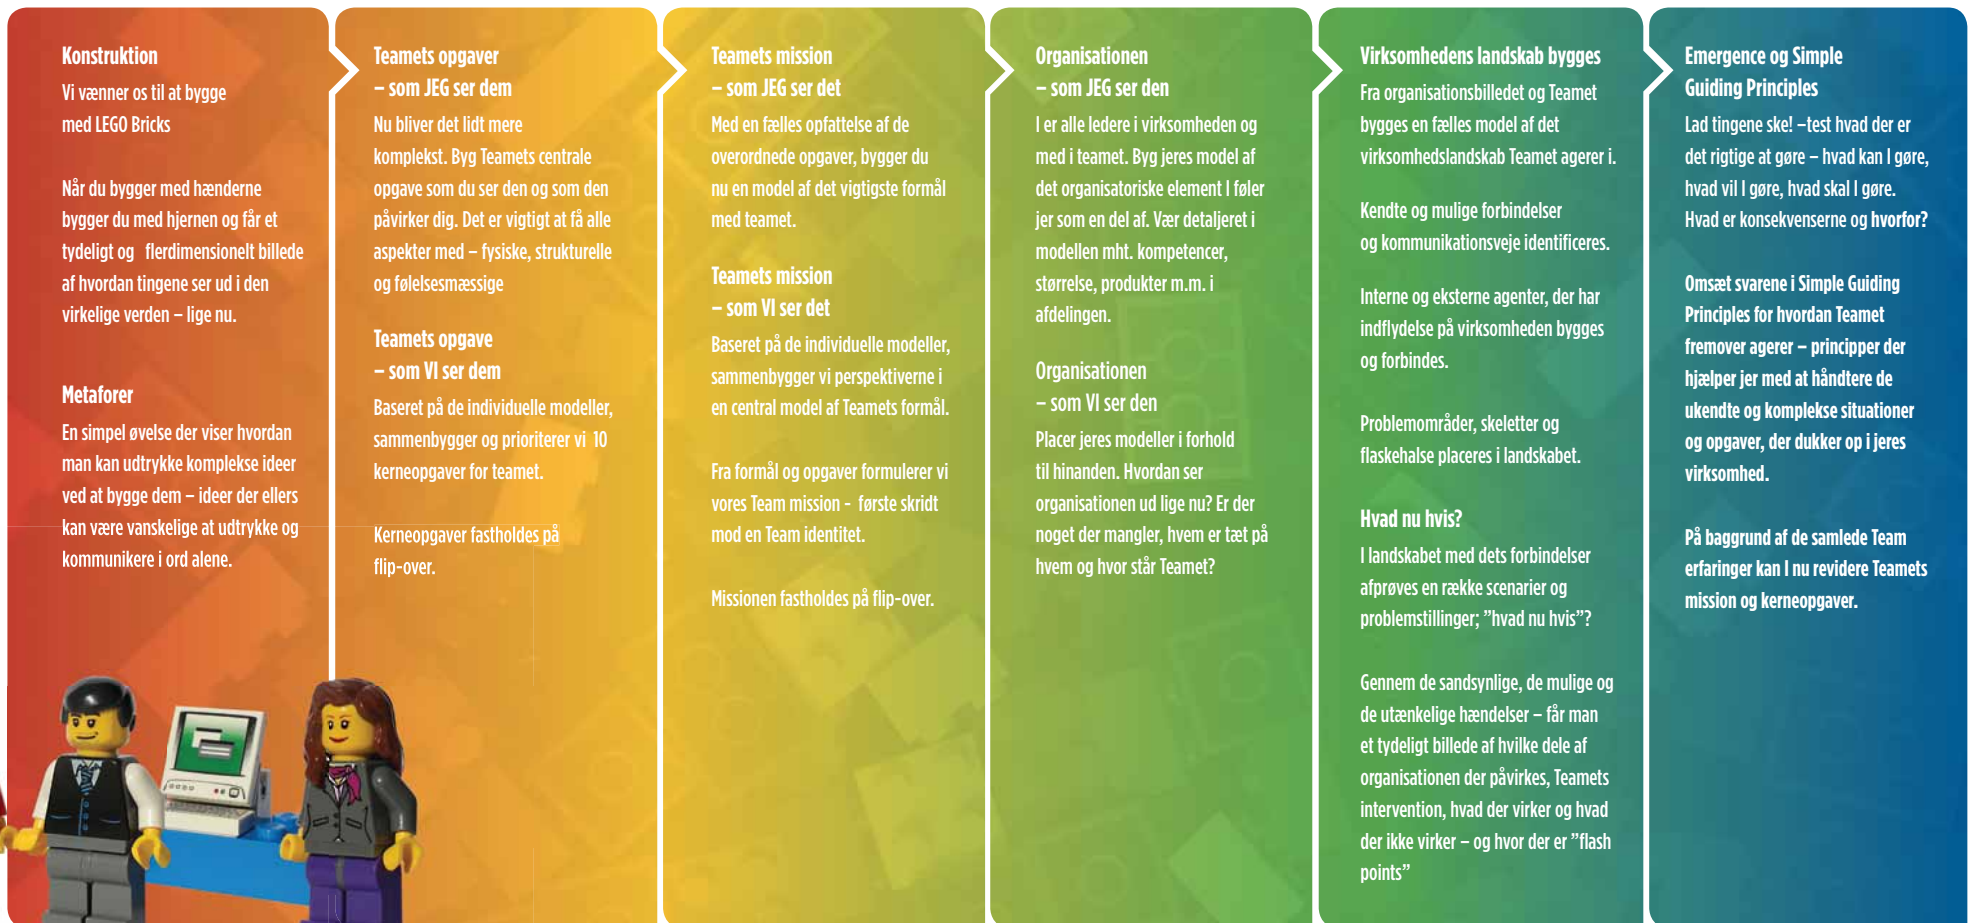 Konstruktion
Vi vænner os til at bygge
med LEGO Bricks
Når du bygger med hænderne
bygger du med hjernen og får et
tydeligt og flerdimensionelt billede
af hvordan tingene ser ud i den
virkelige verden – lige nu.
Metaforer
En simpel øvelse der viser hvordan
man kan udtrykke komplekse ideer
ved at bygge dem – ideer der ellers
kan være vanskelige at udtrykke og
kommunikere i ord alene.
Teamets opgaver
– som JEG ser dem
Nu bliver det lidt mere
komplekst. Byg Teamets centrale
opgave som du ser den og som den
påvirker dig. Det er vigtigt at få alle
aspekter med – fysiske, strukturelle
og følelsesmæssige
Teamets opgave
– som VI ser dem
Baseret på de individuelle modeller,
sammenbygger og prioriterer vi 10
kerneopgaver for teamet.
Kerneopgaver fastholdes på
flip-over.
Teamets mission
– som JEG ser det
Med en fælles opfattelse af de
overordnede opgaver, bygger du
nu en model af det vigtigste formål
med teamet.
Teamets mission
– som VI ser det
Baseret på de individuelle modeller,
sammenbygger vi perspektiverne i
en central model af Teamets formål.
Fra formål og opgaver formulerer vi
vores Team mission - første skridt
mod en Team identitet.
Missionen fastholdes på flip-over.
Organisationen
– som JEG ser den
I er alle ledere i virksomheden og
med i teamet. Byg jeres model af
det organisatoriske element I føler
jer som en del af. Vær detaljeret i
modellen mht. kompetencer,
størrelse, produkter m.m. i
afdelingen.
Organisationen
– som VI ser den
Placer jeres modeller i forhold
til hinanden. Hvordan ser
organisationen ud lige nu? Er der
noget der mangler, hvem er tæt på
hvem og hvor står Teamet?
Virksomhedens landskab bygges
Fra organisationsbilledet og Teamet
bygges en fælles model af det
virksomhedslandskab Teamet agerer i.
Kendte og mulige forbindelser
og kommunikationsveje identificeres.
Interne og eksterne agenter, der har
indflydelse på virksomheden bygges
og forbindes.
Problemområder, skeletter og
flaskehalse placeres i landskabet.
Hvad nu hvis?
I landskabet med dets forbindelser
afprøves en række scenarier og
problemstillinger; ”hvad nu hvis”?
Gennem de sandsynlige, de mulige og
de utænkelige hændelser – får man
et tydeligt billede af hvilke dele af
organisationen der påvirkes, Teamets
intervention, hvad der virker og hvad
der ikke virker – og hvor der er ”flash
points”
Emergence og Simple
Guiding Principles
Lad tingene ske! –test hvad der er
det rigtige at gøre – hvad kan I gøre,
hvad vil I gøre, hvad skal I gøre.
Hvad er konsekvenserne og hvorfor?
Omsæt svarene i Simple Guiding
Principles for hvordan Teamet
fremover agerer – principper der
hjælper jer med at håndtere de
ukendte og komplekse situationer
og opgaver, der dukker op i jeres
virksomhed.
På baggrund af de samlede Team
erfaringer kan I nu revidere Teamets
mission og kerneopgaver.